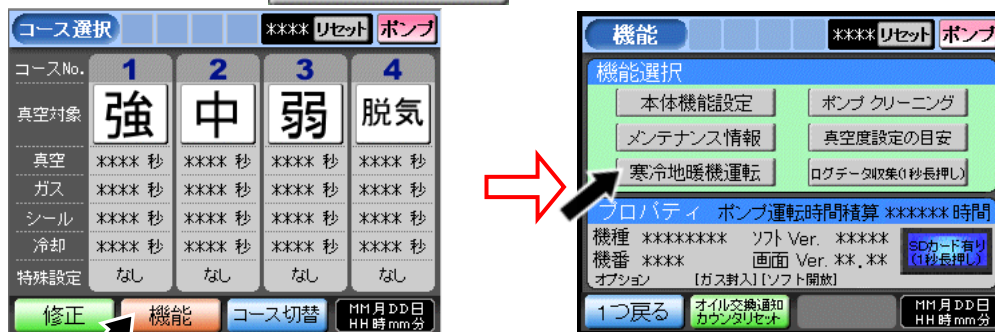 コース選択 **** リセット ポンプ
コースNo. 1 2 3 4
真空対象 強 中 弱 脱気
真空 **** 秒 **** 秒 **** 秒 **** 秒
ガス **** 秒 **** 秒 **** 秒 **** 秒
シール **** 秒 **** 秒 **** 秒 **** 秒
冷却 **** 秒 **** 秒 **** 秒 **** 秒
特殊設定 なし なし なし なし
修正 機能 コース切替 MM月DD日
HH時mm分
機能 **** リセット ポンプ
機能選択
本体機能設定 ポンプ クリーニング
メンテナンス情報 真空度設定の目安
寒冷地暖機運転 ログデータ収集(1秒長押し)
プロパティ ポンプ運転時間積算 ****** 時間
機種 ******** ソフト Ver. *****
機番 **** 画面 Ver. **.**
オプション [ガス封入][ソフト開放]
SDカード有り
(1秒長押し)
1つ戻る オイル交換通知
カウンタリセット
MM月DD日
HH時mm分